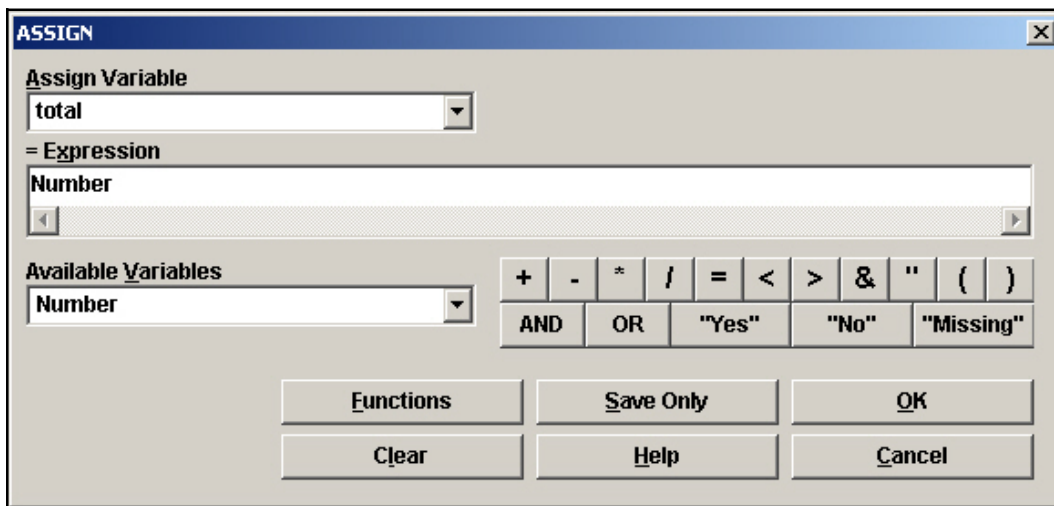 ASSIGN
Assign Variable
total
= Expression
Number
Available Variables
Number
+ - * / = < > & " ( )
AND OR "Yes" "No" "Missing"
Functions Save Only OK
Clear Help Cancel